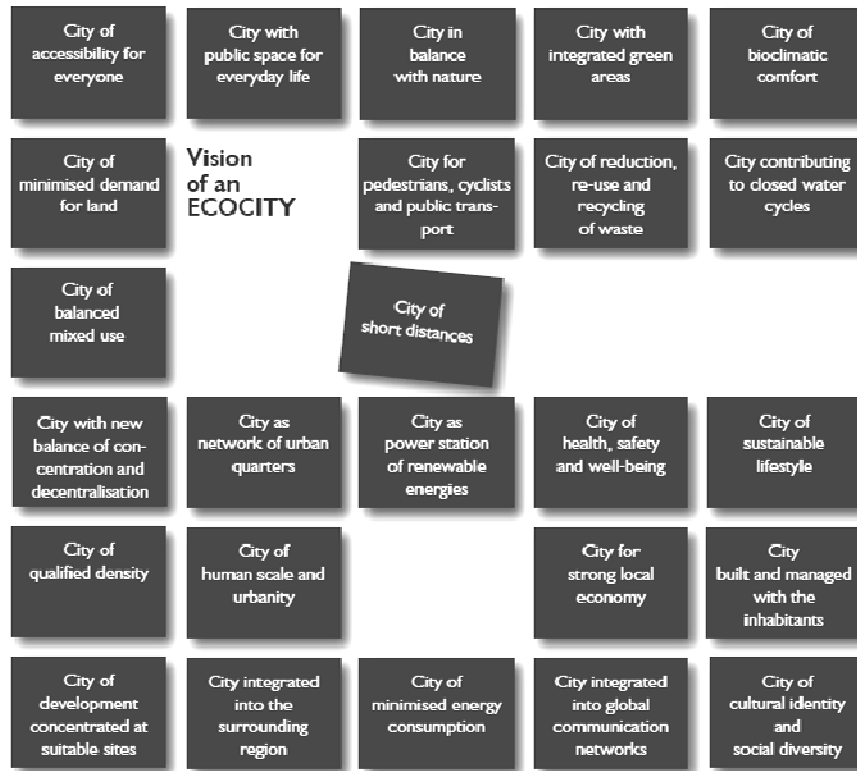 City of
accessibility for
everyone
City with
public space for
everyday life
City in
balance
with nature
City with
integrated green
areas
City of
bioclimatic
comfort
City of
minimised demand
for land
Vision
of an
ECOCITY
City for
pedestrians, cyclists
and public trans-
port
City of reduction,
re-use and
recycling
of waste
City contributing
to closed water
cycles
City of
balanced
mixed use
City of
short distances
City with new
balance of con-
centration and
decentralisation
City as
network of urban
quarters
City as
power station
of renewable
energies
City of
health, safety
and well-being
City of
sustainable
lifestyle
City of
qualified density
City of
human scale and
urbanity
City for
strong local
economy
City
built and managed
with the
inhabitants
City of
development
concentrated at
suitable sites
City integrated
into the
surrounding
region
City of
minimised energy
consumption
City integrated
into global
communication
networks
City of
cultural identity
and
social diversity